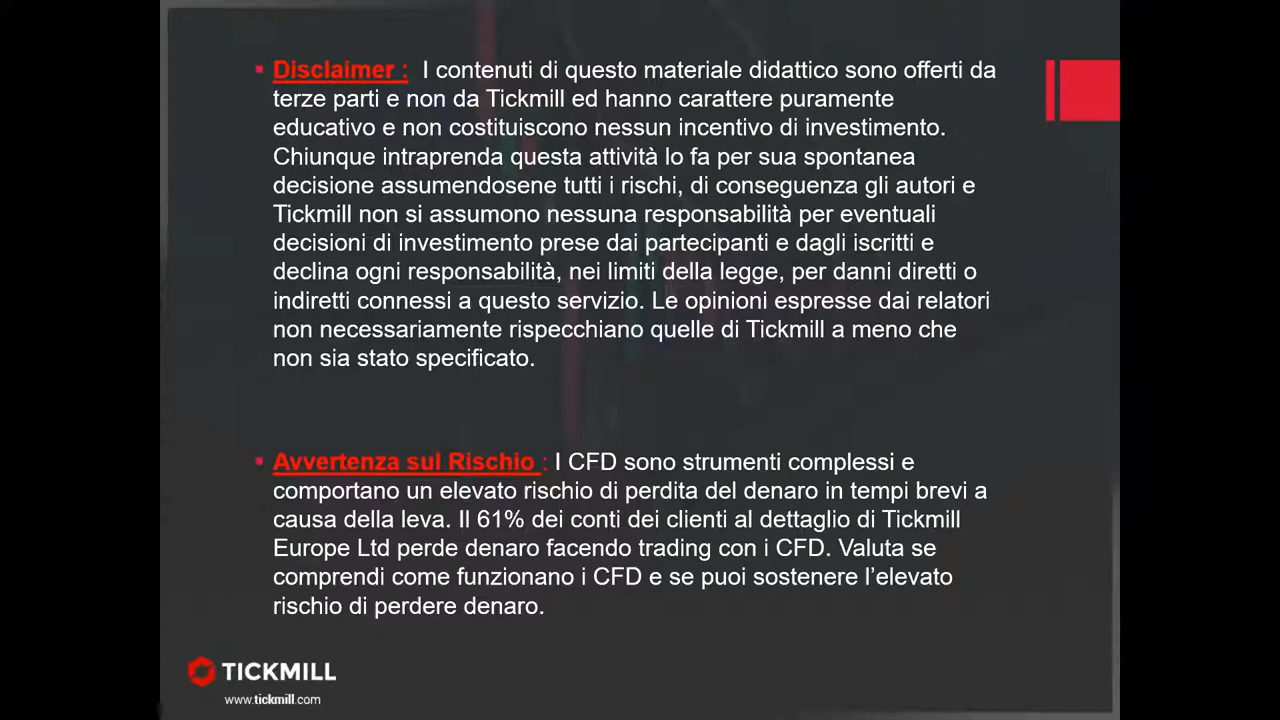 ▪ Disclaimer : I contenuti di questo materiale didattico sono offerti da
terze parti e non da Tickmill ed hanno carattere puramente
educativo e non costituiscono nessun incentivo di investimento.
Chiunque intraprenda questa attività lo fa per sua spontanea
decisione assumendosene tutti i rischi, di conseguenza gli autori e
Tickmill non si assumono nessuna responsabilità per eventuali
decisioni di investimento prese dai partecipanti e dagli iscritti e
declina ogni responsabilità, nei limiti della legge, per danni diretti o
indiretti connessi a questo servizio. Le opinioni espresse dai relatori
non necessariamente rispecchiano quelle di Tickmill a meno che
non sia stato specificato.
▪ Avvertenza sul Rischio : I CFD sono strumenti complessi e
comportano un elevato rischio di perdita del denaro in tempi brevi a
causa della leva. Il 61% dei conti dei clienti al dettaglio di Tickmill
Europe Ltd perde denaro facendo trading con i CFD. Valuta se
comprendi come funzionano i CFD e se puoi sostenere l’elevato
rischio di perdere denaro.
TICKMILL
www.tickmill.com